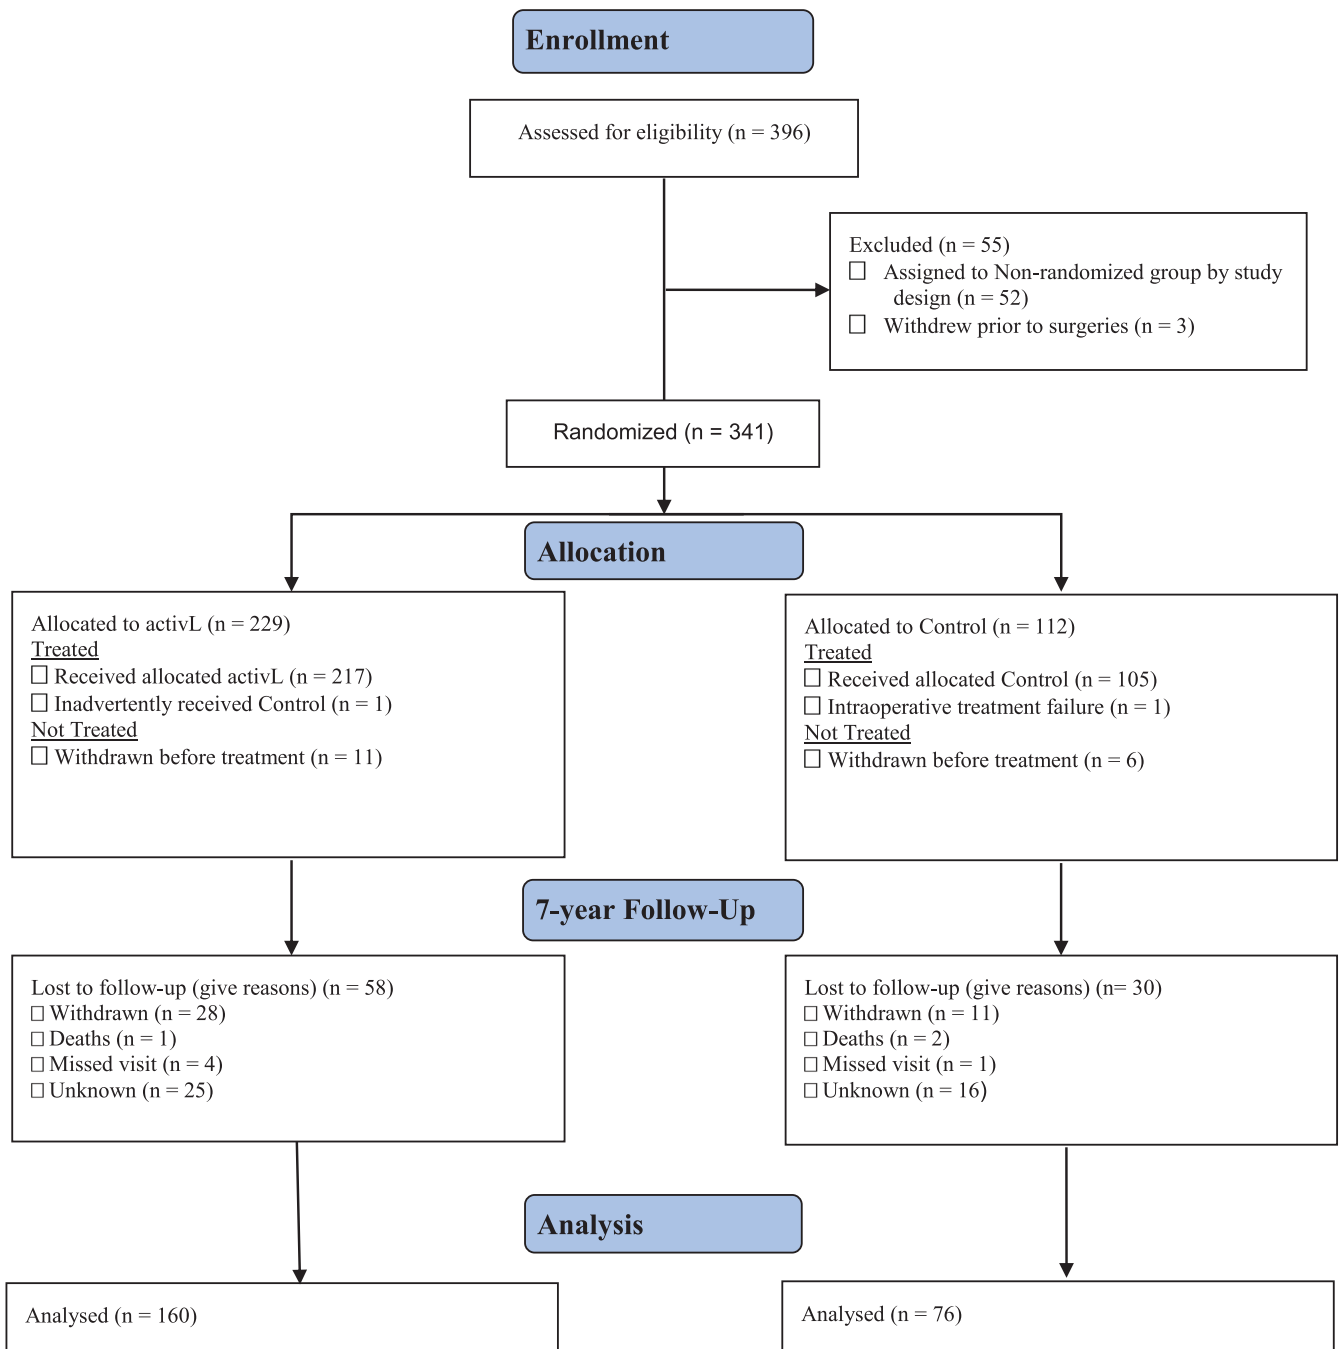 Enrollment
Assessed for eligibility (n = 396)
Excluded (n = 55)
☐ Assigned to Non-randomized group by study
design (n = 52)
☐ Withdrew prior to surgeries (n = 3)
Randomized (n = 341)
Allocation
Allocated to activL (n = 229)
Treated
☐ Received allocated activL (n = 217)
☐ Inadvertently received Control (n = 1)
Not Treated
☐ Withdrawn before treatment (n = 11)
Allocated to Control (n = 112)
Treated
☐ Received allocated Control (n = 105)
☐ Intraoperative treatment failure (n = 1)
Not Treated
☐ Withdrawn before treatment (n = 6)
7-year Follow-Up
Lost to follow-up (give reasons) (n = 58)
☐ Withdrawn (n = 28)
☐ Deaths (n = 1)
☐ Missed visit (n = 4)
☐ Unknown (n = 25)
Lost to follow-up (give reasons) (n= 30)
☐ Withdrawn (n = 11)
☐ Deaths (n = 2)
☐ Missed visit (n = 1)
☐ Unknown (n = 16)
Analysis
Analysed (n = 160)
Analysed (n = 76)